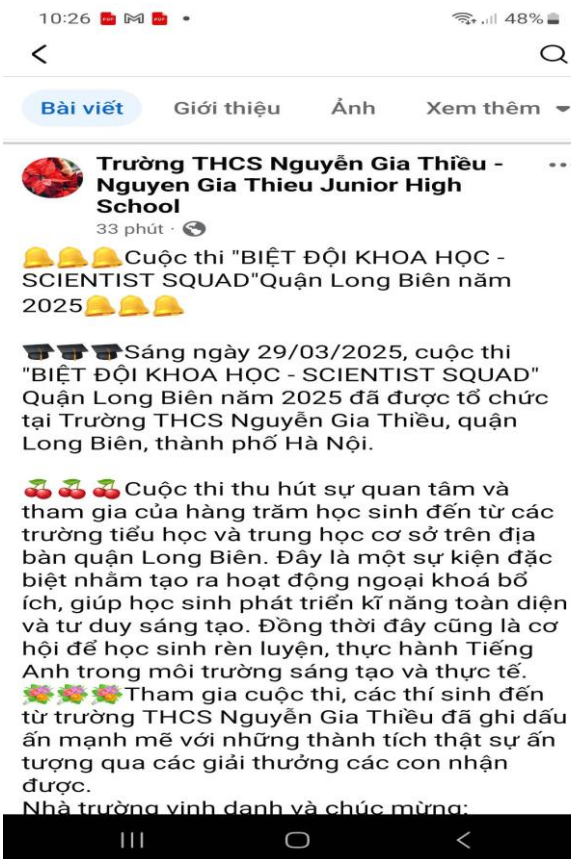 10:26
48%
Bài viết Giới thiệu Ảnh Xem thêm
Trường THCS Nguyễn Gia Thiều -
Nguyen Gia Thieu Junior High
School
33 phút ·
Cuộc thi "BIỆT ĐỘI KHOA HỌC -
SCIENTIST SQUAD"Quận Long Biên năm
2025
Sáng ngày 29/03/2025, cuộc thi
"BIỆT ĐỘI KHOA HỌC - SCIENTIST SQUAD"
Quận Long Biên năm 2025 đã được tổ chức
tại Trường THCS Nguyễn Gia Thiều, quận
Long Biên, thành phố Hà Nội.
Cuộc thi thu hút sự quan tâm và
tham gia của hàng trăm học sinh đến từ các
trường tiểu học và trung học cơ sở trên địa
bàn quận Long Biên. Đây là một sự kiện đặc
biệt nhằm tạo ra hoạt động ngoại khoá bổ
ích, giúp học sinh phát triển kĩ năng toàn diện
và tư duy sáng tạo. Đồng thời đây cũng là cơ
hội để học sinh rèn luyện, thực hành Tiếng
Anh trong môi trường sáng tạo và thực tế.
Tham gia cuộc thi, các thí sinh đến
từ trường THCS Nguyễn Gia Thiều đã ghi dấu
ấn mạnh mẽ với những thành tích thật sự ấn
tượng qua các giải thưởng các con nhận
được.
Nhà trường vinh danh và chúc mừng: